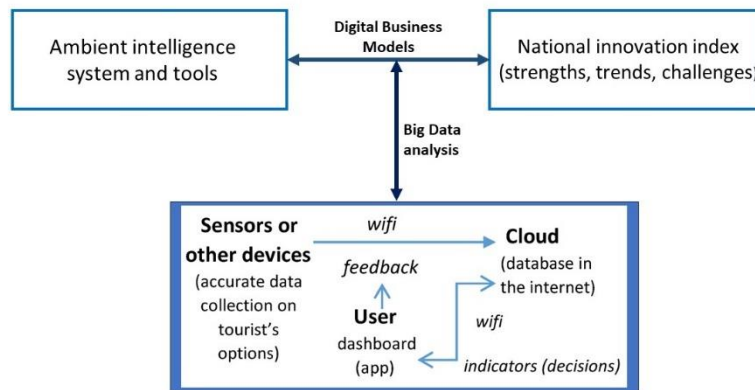 Ambient intelligence
system and tools
Digital Business
Models
National innovation index
(strengths, trends, challenges)
Big Data
analysis
Sensors or
other devices
(accurate data
collection on
tourist's
options)
wifi
feedback
User
dashboard
(app)
Cloud
(database in
the internet)
wifi
indicators (decisions)